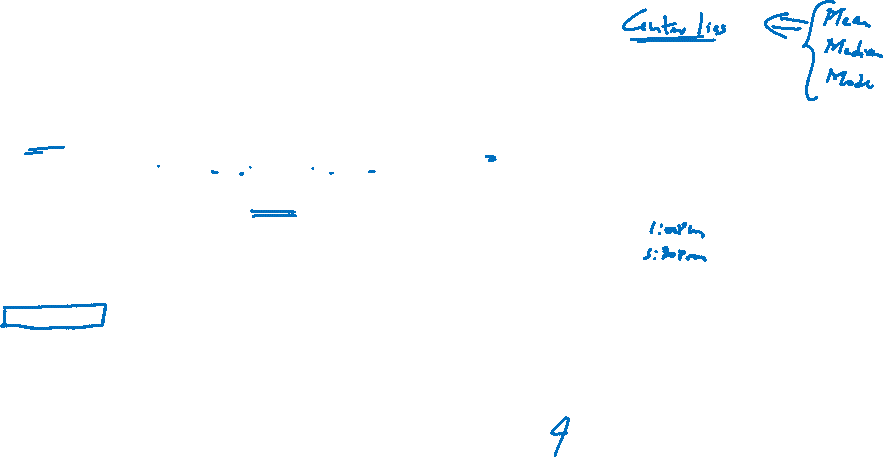 Center lies
Mean
Median
Mode
1:00pm
5:30pm
4